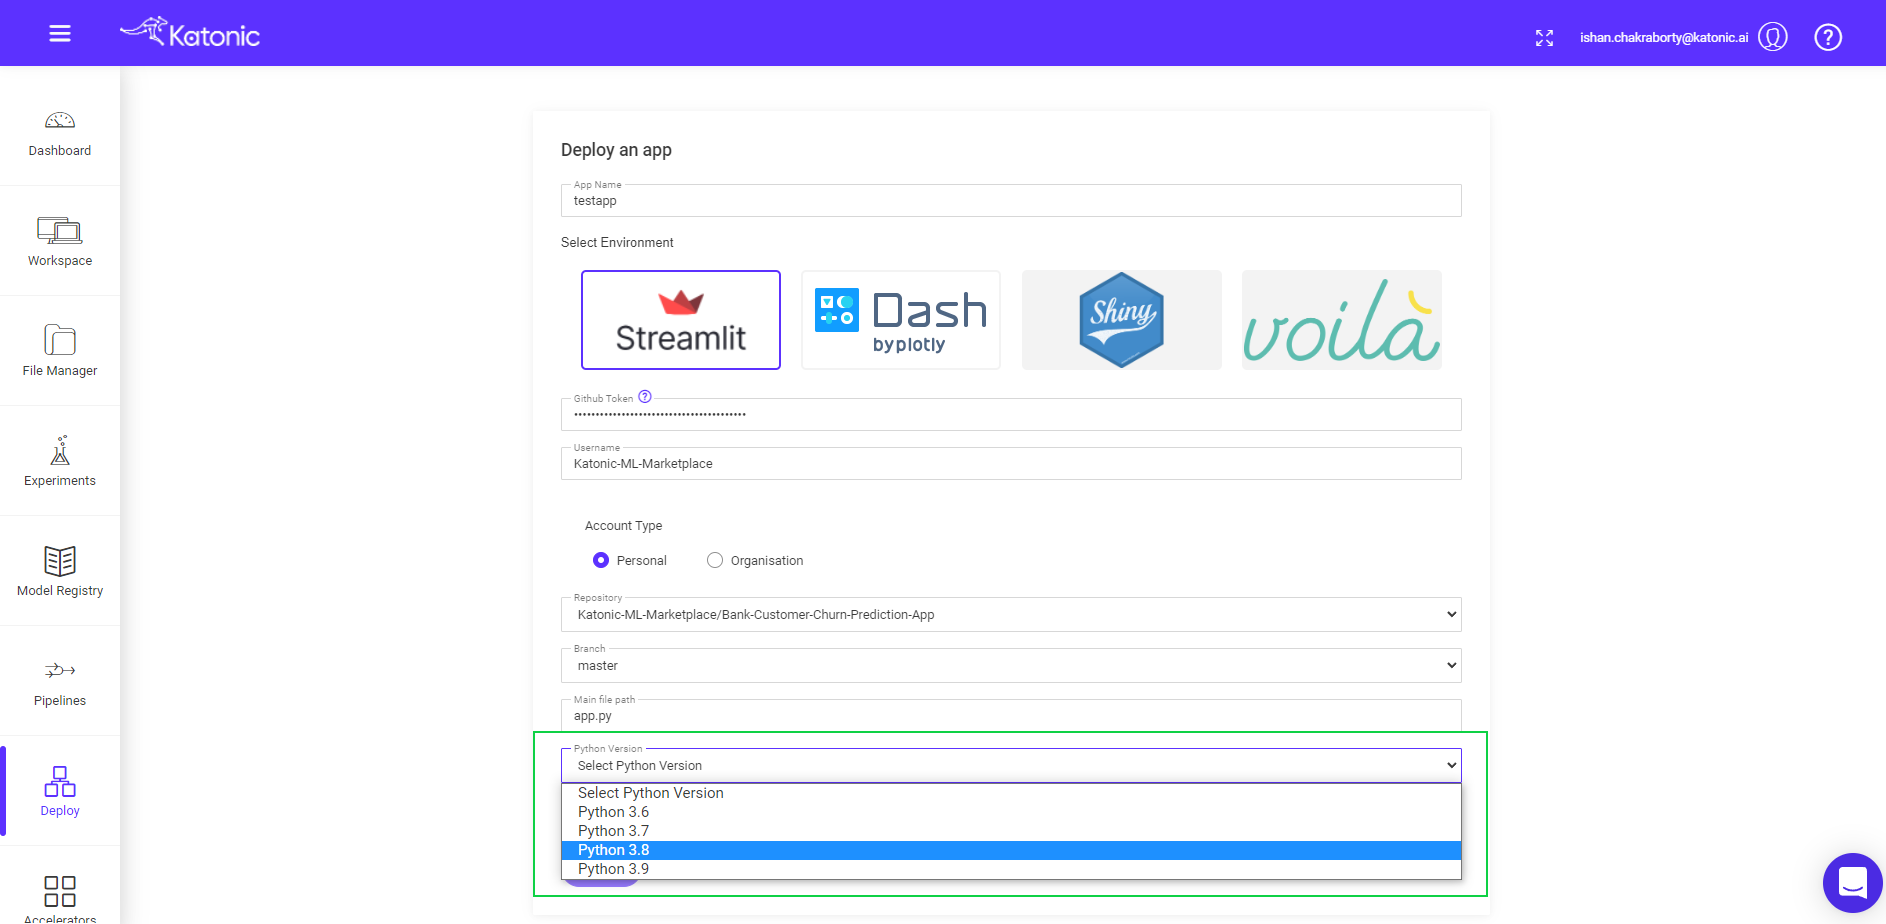 Katonic
ishan.chakraborty@katonic.ai
Dashboard
Workspace
File Manager
Experiments
Model Registry
Pipelines
Deploy
Accelerators
Deploy an app
App Name
testapp
Select Environment
Streamlit
Dash
by plotly
Shiny
voila
Github Token ?
••••••••••••••••••••••••••••••••••••••••
Username
Katonic-ML-Marketplace
Account Type
Personal Organisation
Repository
Katonic-ML-Marketplace/Bank-Customer-Churn-Prediction-App
Branch
master
Main file path
app.py
Python Version
Select Python Version
Select Python Version
Python 3.6
Python 3.7
Python 3.8
Python 3.9